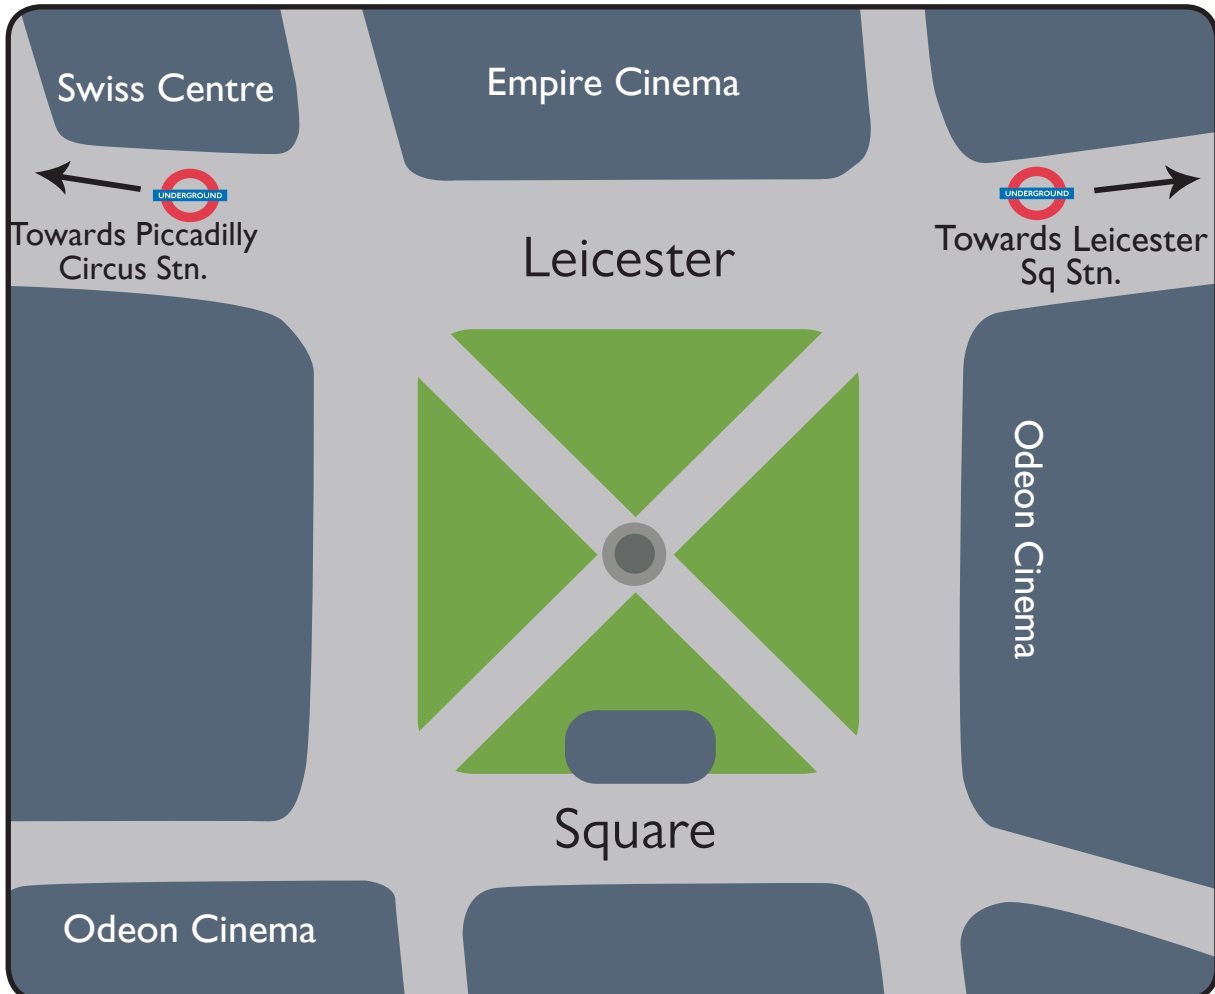 Swiss Centre
Empire Cinema
UNDERGROUND
Towards Piccadilly
Circus Stn.
UNDERGROUND
Towards Leicester
Sq Stn.
Leicester
Odeon Cinema
Square
Odeon Cinema